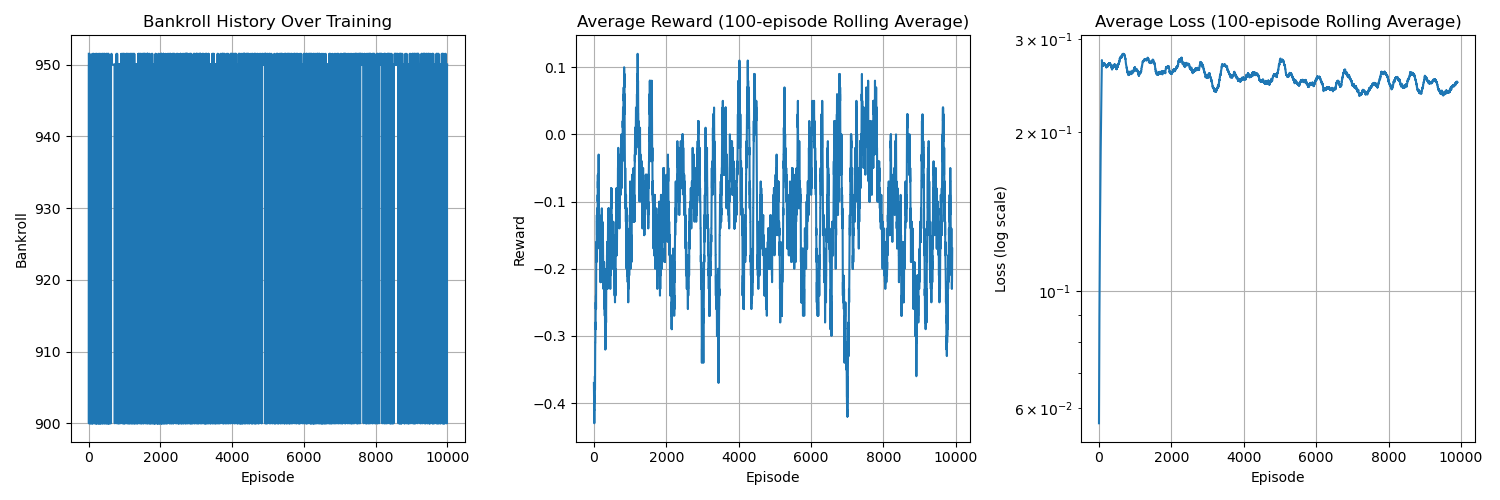 Bankroll History Over Training
950
940
930
920
910
900
Bankroll
0
2000
4000
6000
8000
10000
Episode
Average Reward (100-episode Rolling Average)
0.1
0.0
−0.1
−0.2
−0.3
−0.4
Reward
0
2000
4000
6000
8000
10000
Episode
Average Loss (100-episode Rolling Average)
3 × 10⁻¹
2 × 10⁻¹
10⁻¹
6 × 10⁻²
Loss (log scale)
0
2000
4000
6000
8000
10000
Episode